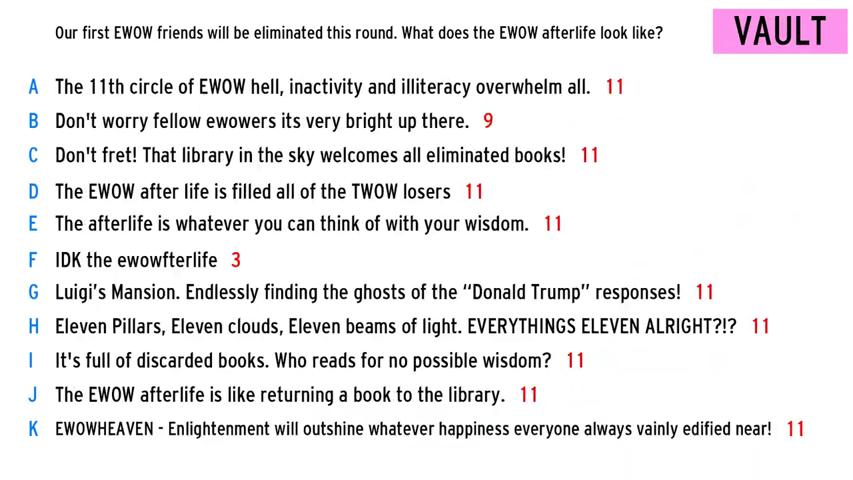 Our first EWOW friends will be eliminated this round. What does the EWOW afterlife look like?
VAULT
A The 11th circle of EWOW hell, inactivity and illiteracy overwhelm all. 11
B Don't worry fellow ewowers its very bright up there. 9
C Don't fret! That library in the sky welcomes all eliminated books! 11
D The EWOW after life is filled all of the TWOW losers 11
E The afterlife is whatever you can think of with your wisdom. 11
F IDK the ewowfterlife 3
G Luigi's Mansion. Endlessly finding the ghosts of the “Donald Trump” responses! 11
H Eleven Pillars, Eleven clouds, Eleven beams of light. EVERYTHINGS ELEVEN ALRIGHT?!? 11
I It's full of discarded books. Who reads for no possible wisdom? 11
J The EWOW afterlife is like returning a book to the library. 11
K EWOWHEAVEN - Enlightenment will outshine whatever happiness everyone always vainly edified near! 11